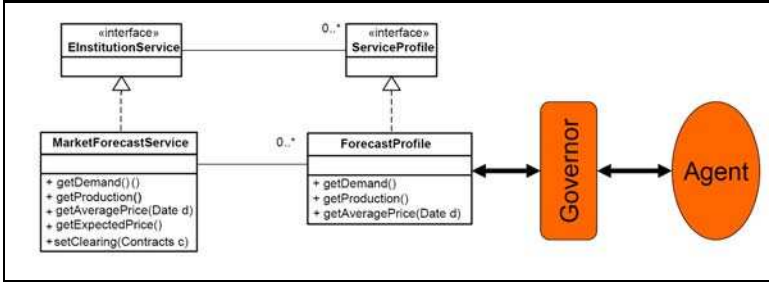 «interface»
EInstitutionService
0..*
«interface»
ServiceProfile
MarketForecastService
+ getDemand()()
+ getProduction()
+ getAveragePrice(Date d)
+ getExpectedPrice()
+setClearing(Contracts c)
0..*
ForecastProfile
+ getDemand()
+ getProduction()
+ getAveragePrice(Date d)
Governor
Agent